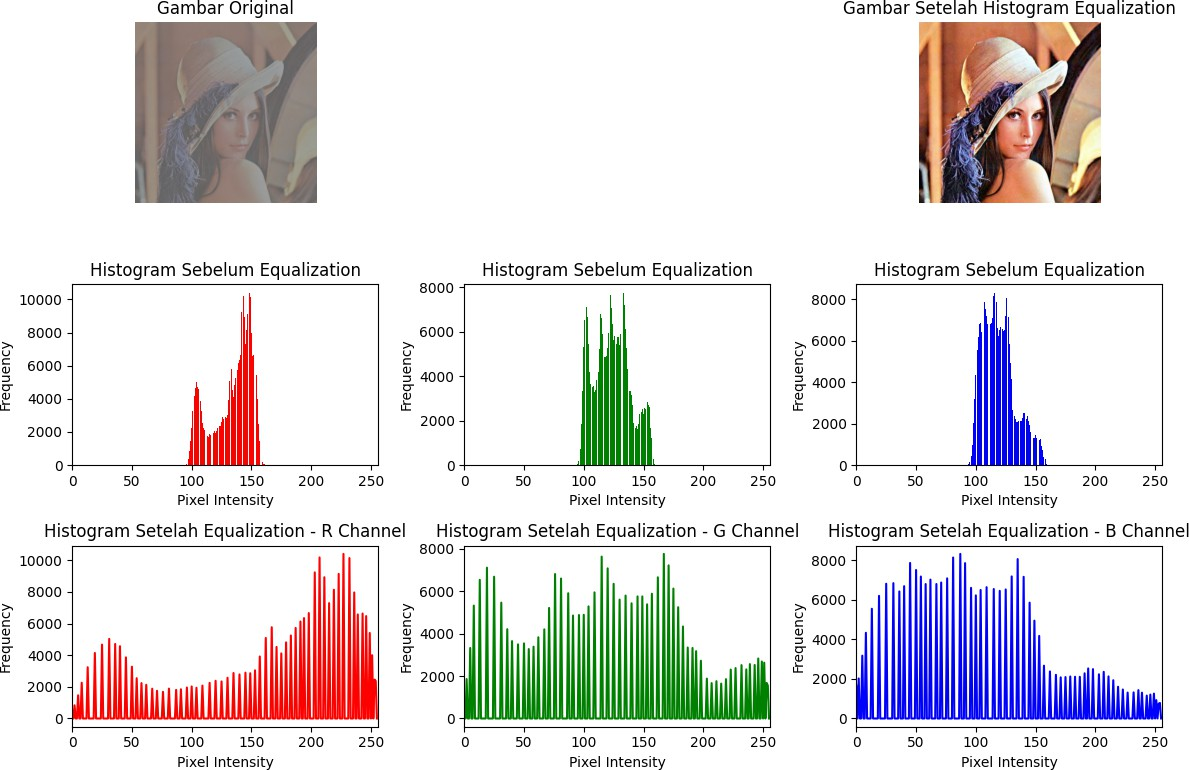 Gambar Original
Gambar Setelah Histogram Equalization
Histogram Sebelum Equalization
Histogram Sebelum Equalization
Histogram Sebelum Equalization
Frequency
10000
8000
6000
4000
2000
0
0 50 100 150 200 250
Pixel Intensity
Frequency
8000
6000
4000
2000
0
0 50 100 150 200 250
Pixel Intensity
Frequency
8000
6000
4000
2000
0
0 50 100 150 200 250
Pixel Intensity
Histogram Setelah Equalization - R Channel
Histogram Setelah Equalization - G Channel
Histogram Setelah Equalization - B Channel
Frequency
10000
8000
6000
4000
2000
0
0 50 100 150 200 250
Pixel Intensity
Frequency
8000
6000
4000
2000
0
0 50 100 150 200 250
Pixel Intensity
Frequency
8000
6000
4000
2000
0
0 50 100 150 200 250
Pixel Intensity